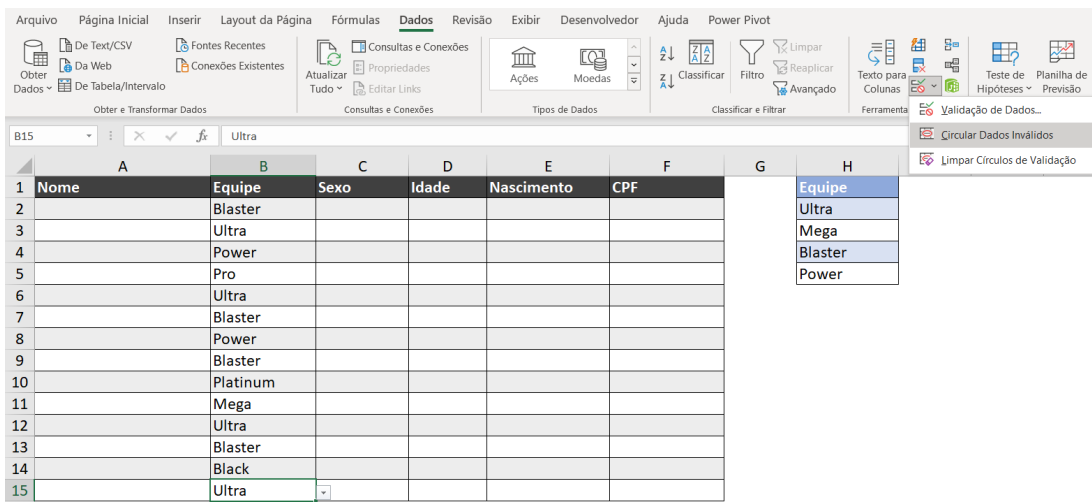 Arquivo Página Inicial Inserir Layout da Página Fórmulas Dados Revisão Exibir Desenvolvedor Ajuda Power Pivot
Obter Dados
De Text/CSV
Da Web
De Tabela/Intervalo
Fontes Recentes
Conexões Existentes
Obter e Transformar Dados
Atualizar Tudo
Consultas e Conexões
Propriedades
Editar Links
Consultas e Conexões
Ações
Moedas
Tipos de Dados
Classificar
Filtro
Limpar
Reaplicar
Avançado
Classificar e Filtrar
Texto para Colunas
Ferramenta
Teste de Hipóteses
Planilha de Previsão
Validação de Dados...
Circular Dados Inválidos
Limpar Círculos de Validação
B15 fx Ultra
A B C D E F G H
1 Nome Equipe Sexo Idade Nascimento CPF Equipe
2 Blaster Ultra
3 Ultra Mega
4 Power Blaster
5 Pro Power
6 Ultra
7 Blaster
8 Power
9 Blaster
10 Platinum
11 Mega
12 Ultra
13 Blaster
14 Black
15 Ultra